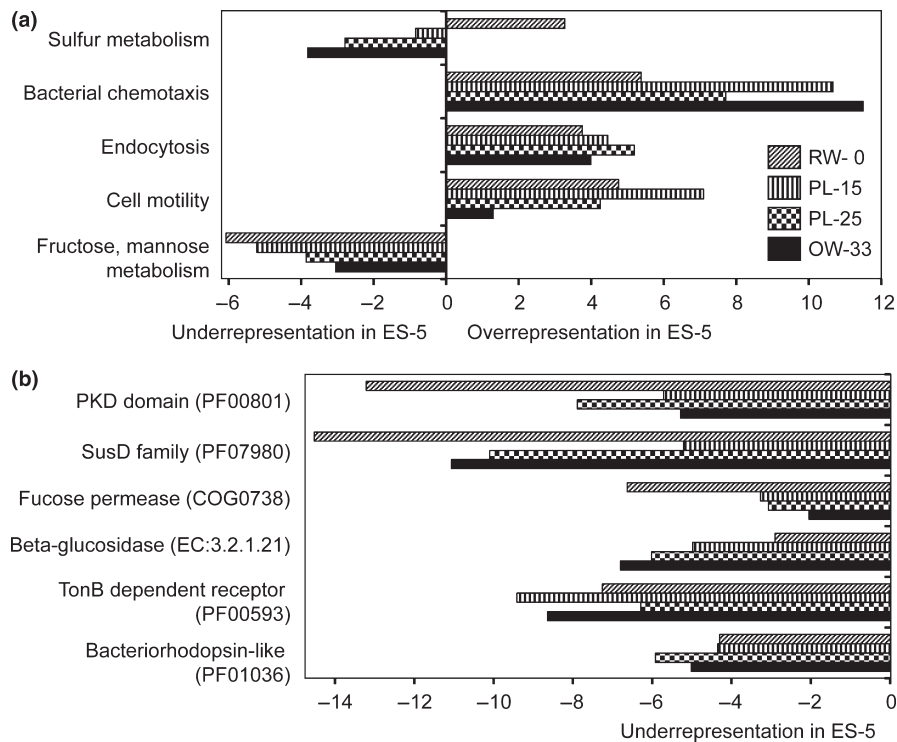 (a)
Sulfur metabolism
Bacterial chemotaxis
Endocytosis
Cell motility
Fructose, mannose
metabolism
RW- 0
PL-15
PL-25
OW-33
–6 –4 –2 0 2 4 6 8 10 12
Underrepresentation in ES-5 Overrepresentation in ES-5
(b)
PKD domain (PF00801)
SusD family (PF07980)
Fucose permease (COG0738)
Beta-glucosidase (EC:3.2.1.21)
TonB dependent receptor
(PF00593)
Bacteriorhodopsin-like
(PF01036)
–14 –12 –10 –8 –6 –4 –2 0
Underrepresentation in ES-5